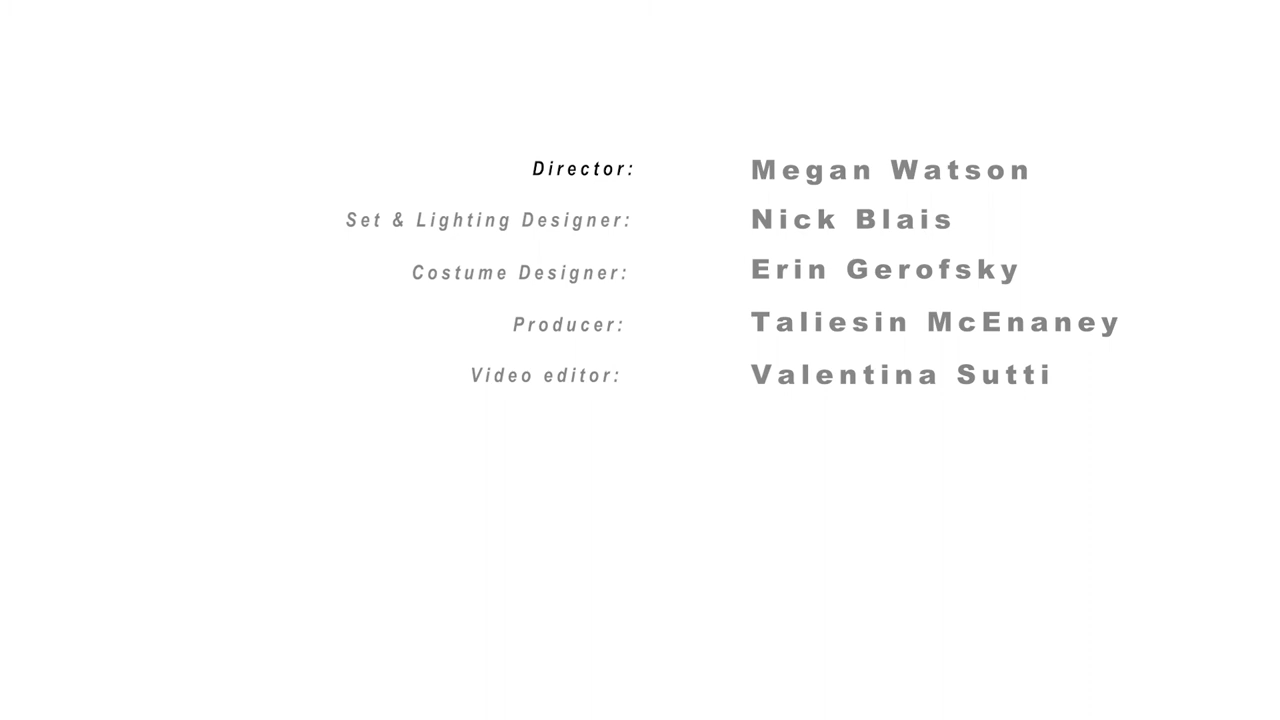 Director: Megan Watson
Set & Lighting Designer: Nick Blais
Costume Designer: Erin Gerofsky
Producer: Taliesin McEnaney
Video editor: Valentina Sutti